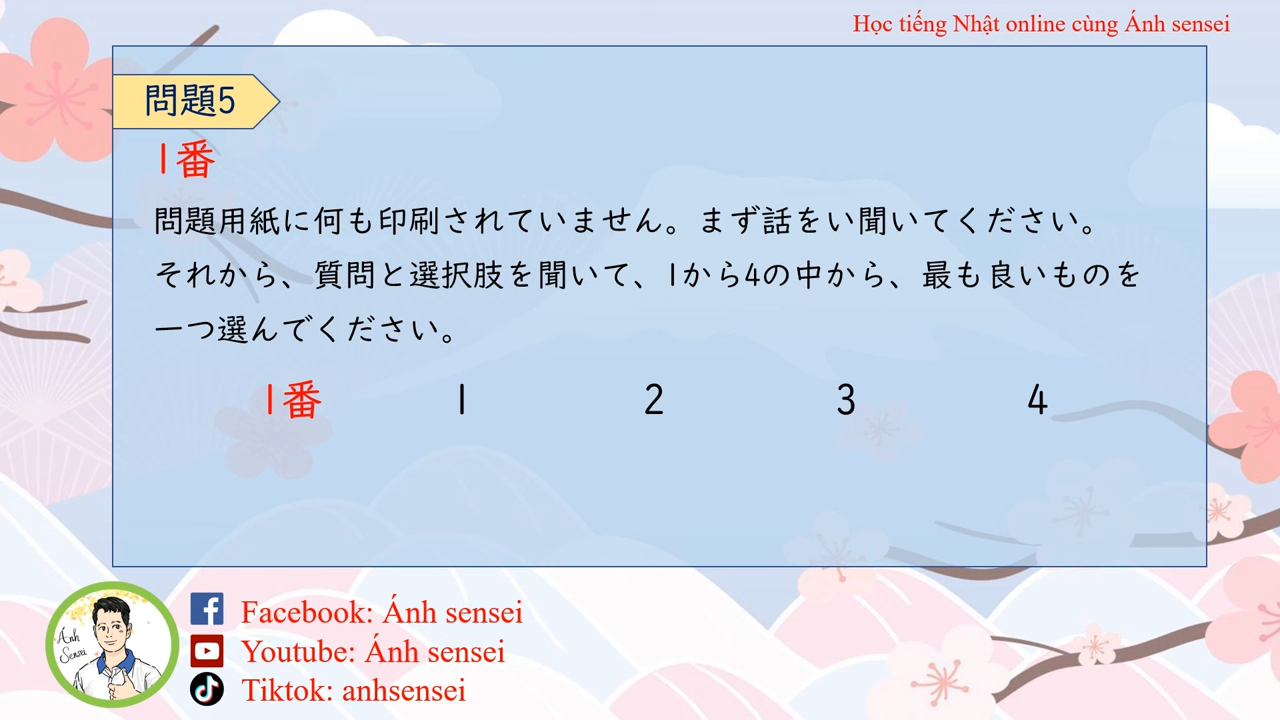 Học tiếng Nhật online cùng Ánh sensei
問題5
1番
問題用紙に何も印刷されていません。まず話をい聞いてください。
それから、質問と選択肢を聞いて、1から4の中から、最も良いものを
一つ選んでください。
1番 1 2 3 4
Ánh
Sensei
Facebook: Ánh sensei
Youtube: Ánh sensei
Tiktok: anhsensei